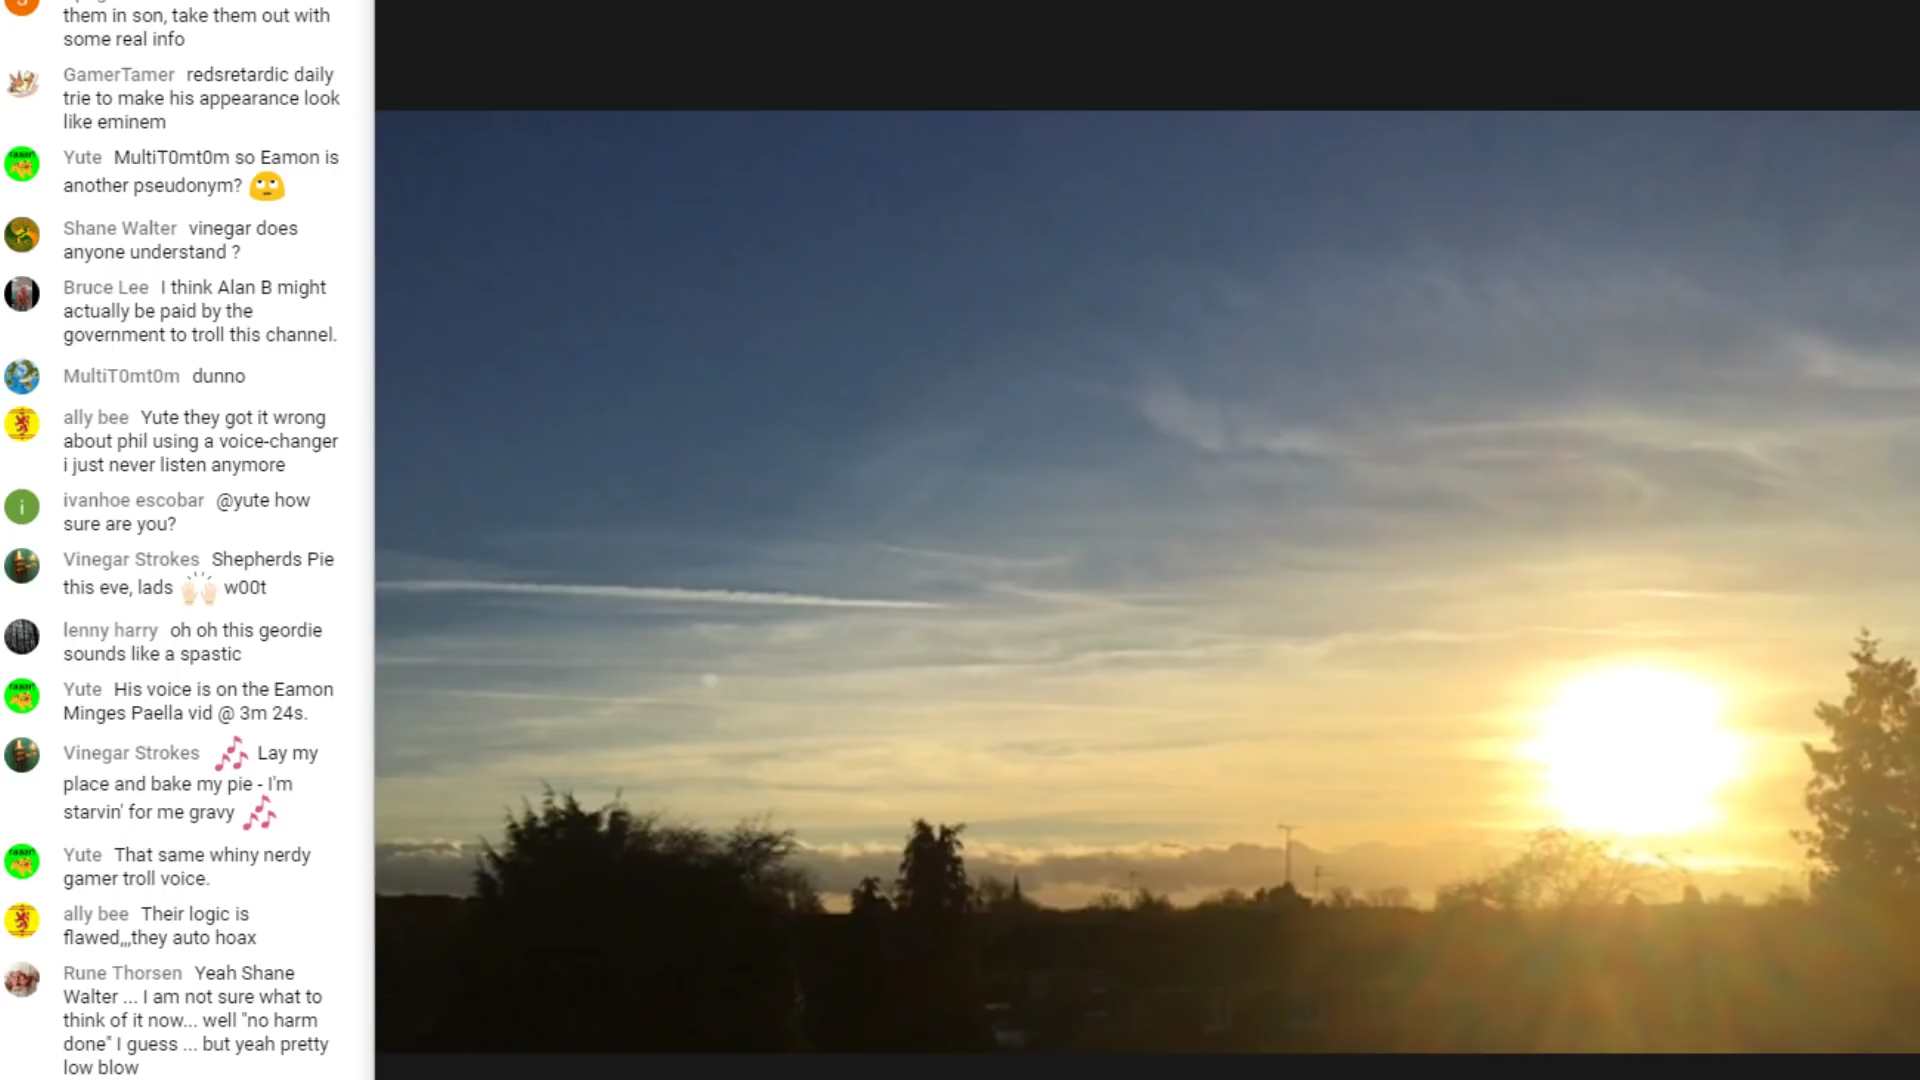 them in son, take them out with
some real info
GamerTamer redsretardic daily
trie to make his appearance look
like eminem
Yute MultiT0mt0m so Eamon is
another pseudonym?
Shane Walter vinegar does
anyone understand ?
Bruce Lee I think Alan B might
actually be paid by the
government to troll this channel.
MultiT0mt0m dunno
ally bee Yute they got it wrong
about phil using a voice-changer
i just never listen anymore
i
ivanhoe escobar @yute how
sure are you?
Vinegar Strokes Shepherds Pie
this eve, lads w00t
lenny harry oh oh this geordie
sounds like a spastic
Yute His voice is on the Eamon
Minges Paella vid @ 3m 24s.
Vinegar Strokes Lay my
place and bake my pie - I'm
starvin' for me gravy
Yute That same whiny nerdy
gamer troll voice.
ally bee Their logic is
flawed,,,they auto hoax
Rune Thorsen Yeah Shane
Walter ... I am not sure what to
think of it now... well "no harm
done" I guess ... but yeah pretty
low blow